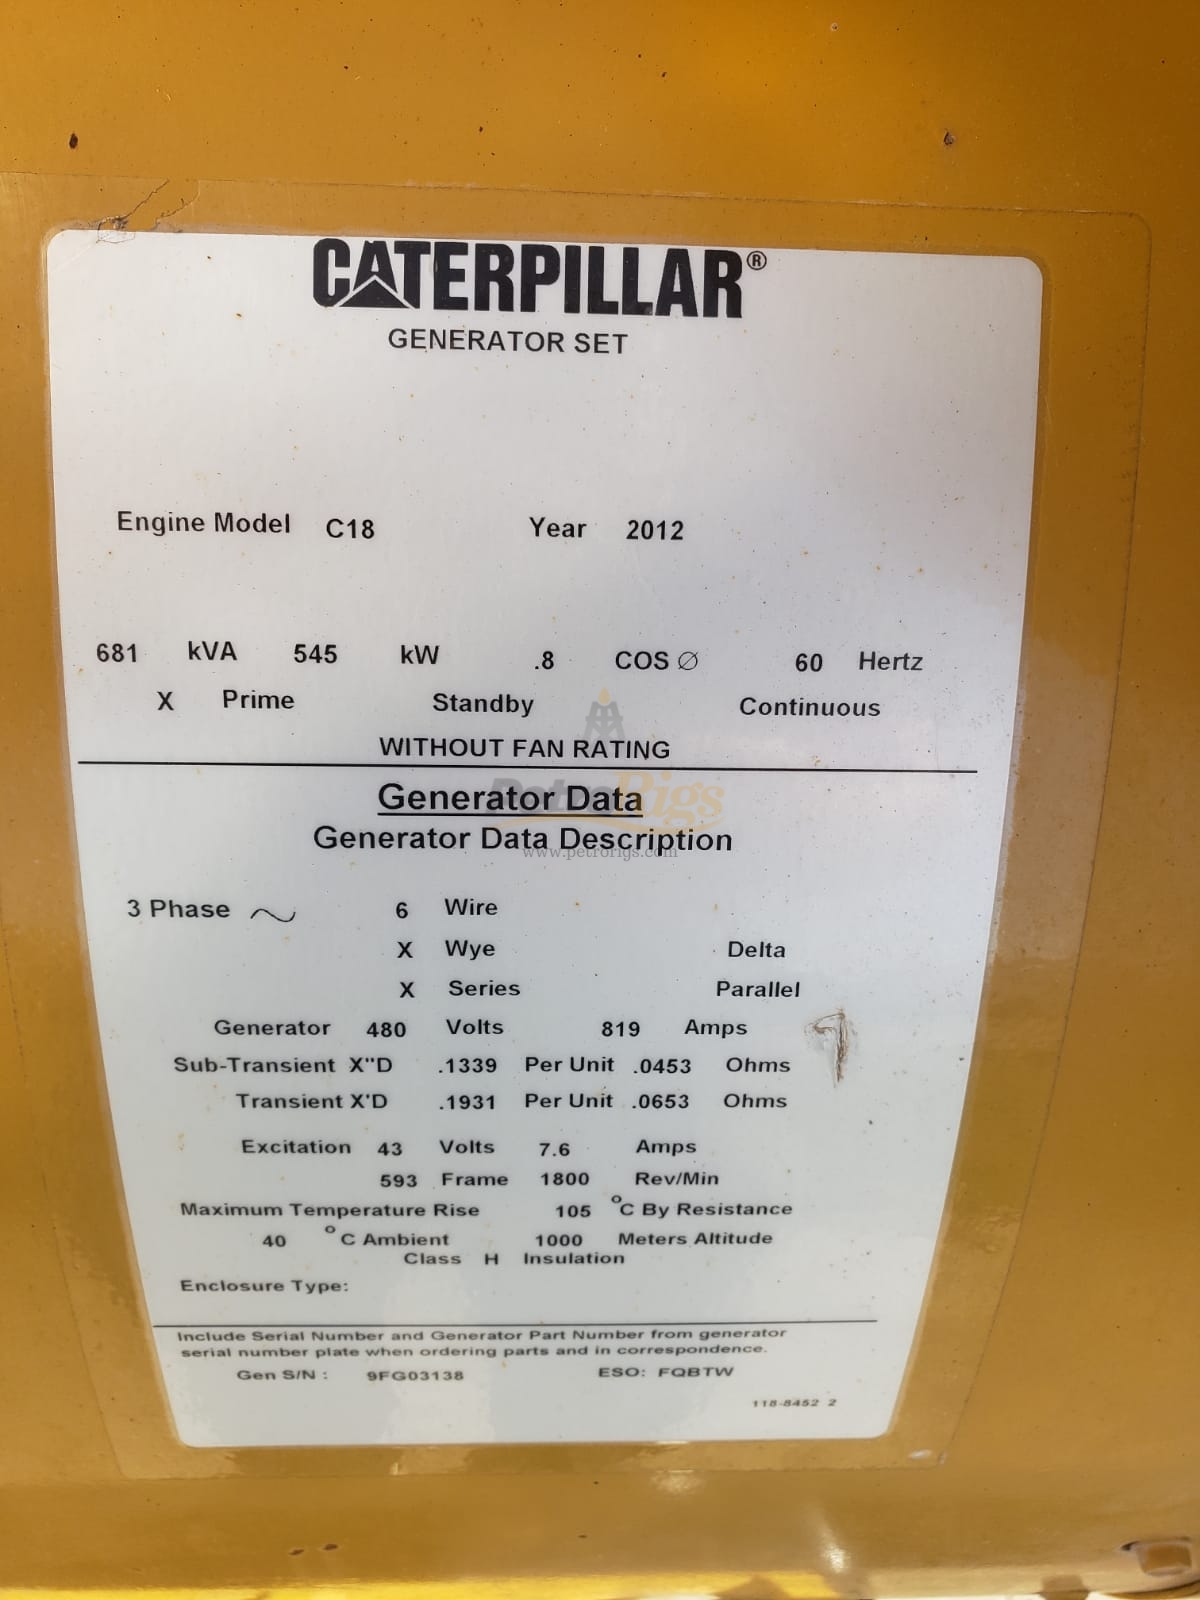 CATERPILLAR®
GENERATOR SET
Engine Model C18 Year 2012
681 kVA 545 kW .8 COS ∅ 60 Hertz
X Prime Standby Continuous
WITHOUT FAN RATING
PetroRigs
Generator Data
Generator Data Description
www.petrorigs.com
3 Phase ~ 6 Wire
X Wye Delta
X Series Parallel
Generator 480 Volts 819 Amps
Sub-Transient X"D .1339 Per Unit .0453 Ohms
Transient X'D .1931 Per Unit .0653 Ohms
Excitation 43 Volts 7.6 Amps
593 Frame 1800 Rev/Min
Maximum Temperature Rise 105 °C By Resistance
40 °C Ambient 1000 Meters Altitude
Class H Insulation
Enclosure Type:
Include Serial Number and Generator Part Number from generator
serial number plate when ordering parts and in correspondence.
Gen S/N : 9FG03138 ESO: FQBTW
118-8452 2